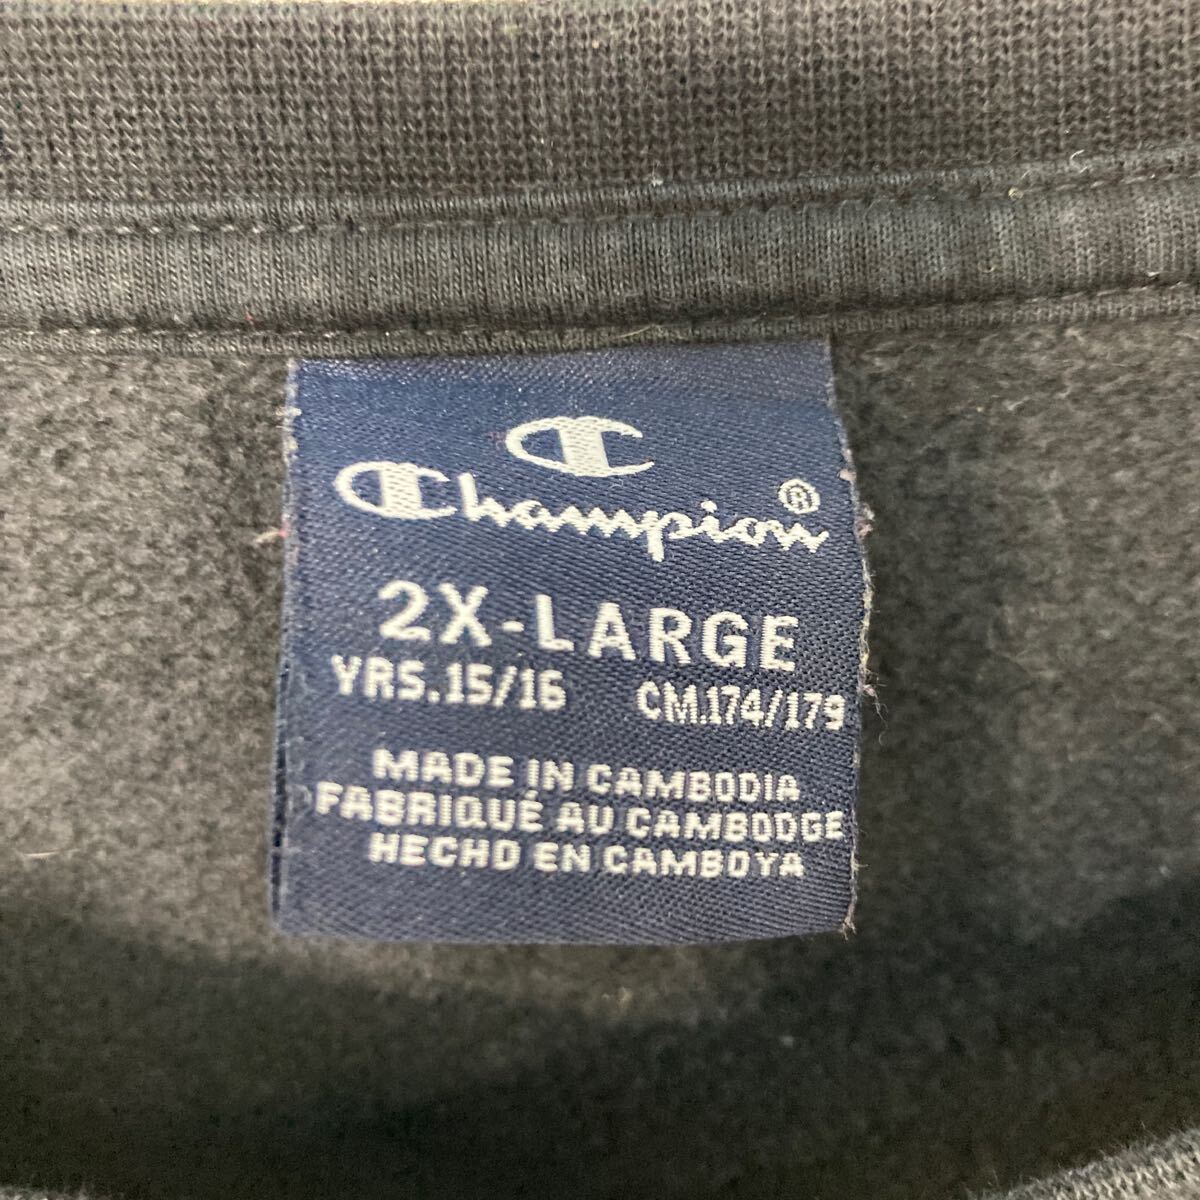 Champion®
2X-LARGE
YRS.15/16 CM.174/179
MADE IN CAMBODIA
FABRIQUÉ AU CAMBODGE
HECHO EN CAMBOYA